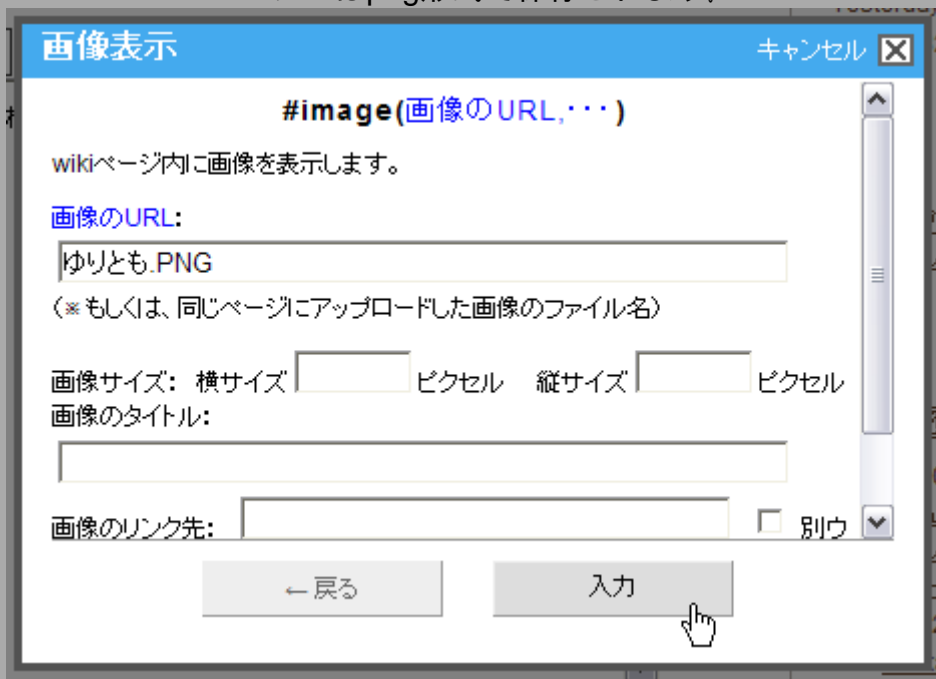 画像表示
キャンセル
#image(画像のURL,・・・)
wikiページ内に画像を表示します。
画像のURL:
ゆりとも.PNG
(※もしくは、同じページにアップロードした画像のファイル名)
画像サイズ: 横サイズ ピクセル 縦サイズ ピクセル
画像のタイトル:
画像のリンク先: 別ウ
←戻る 入力